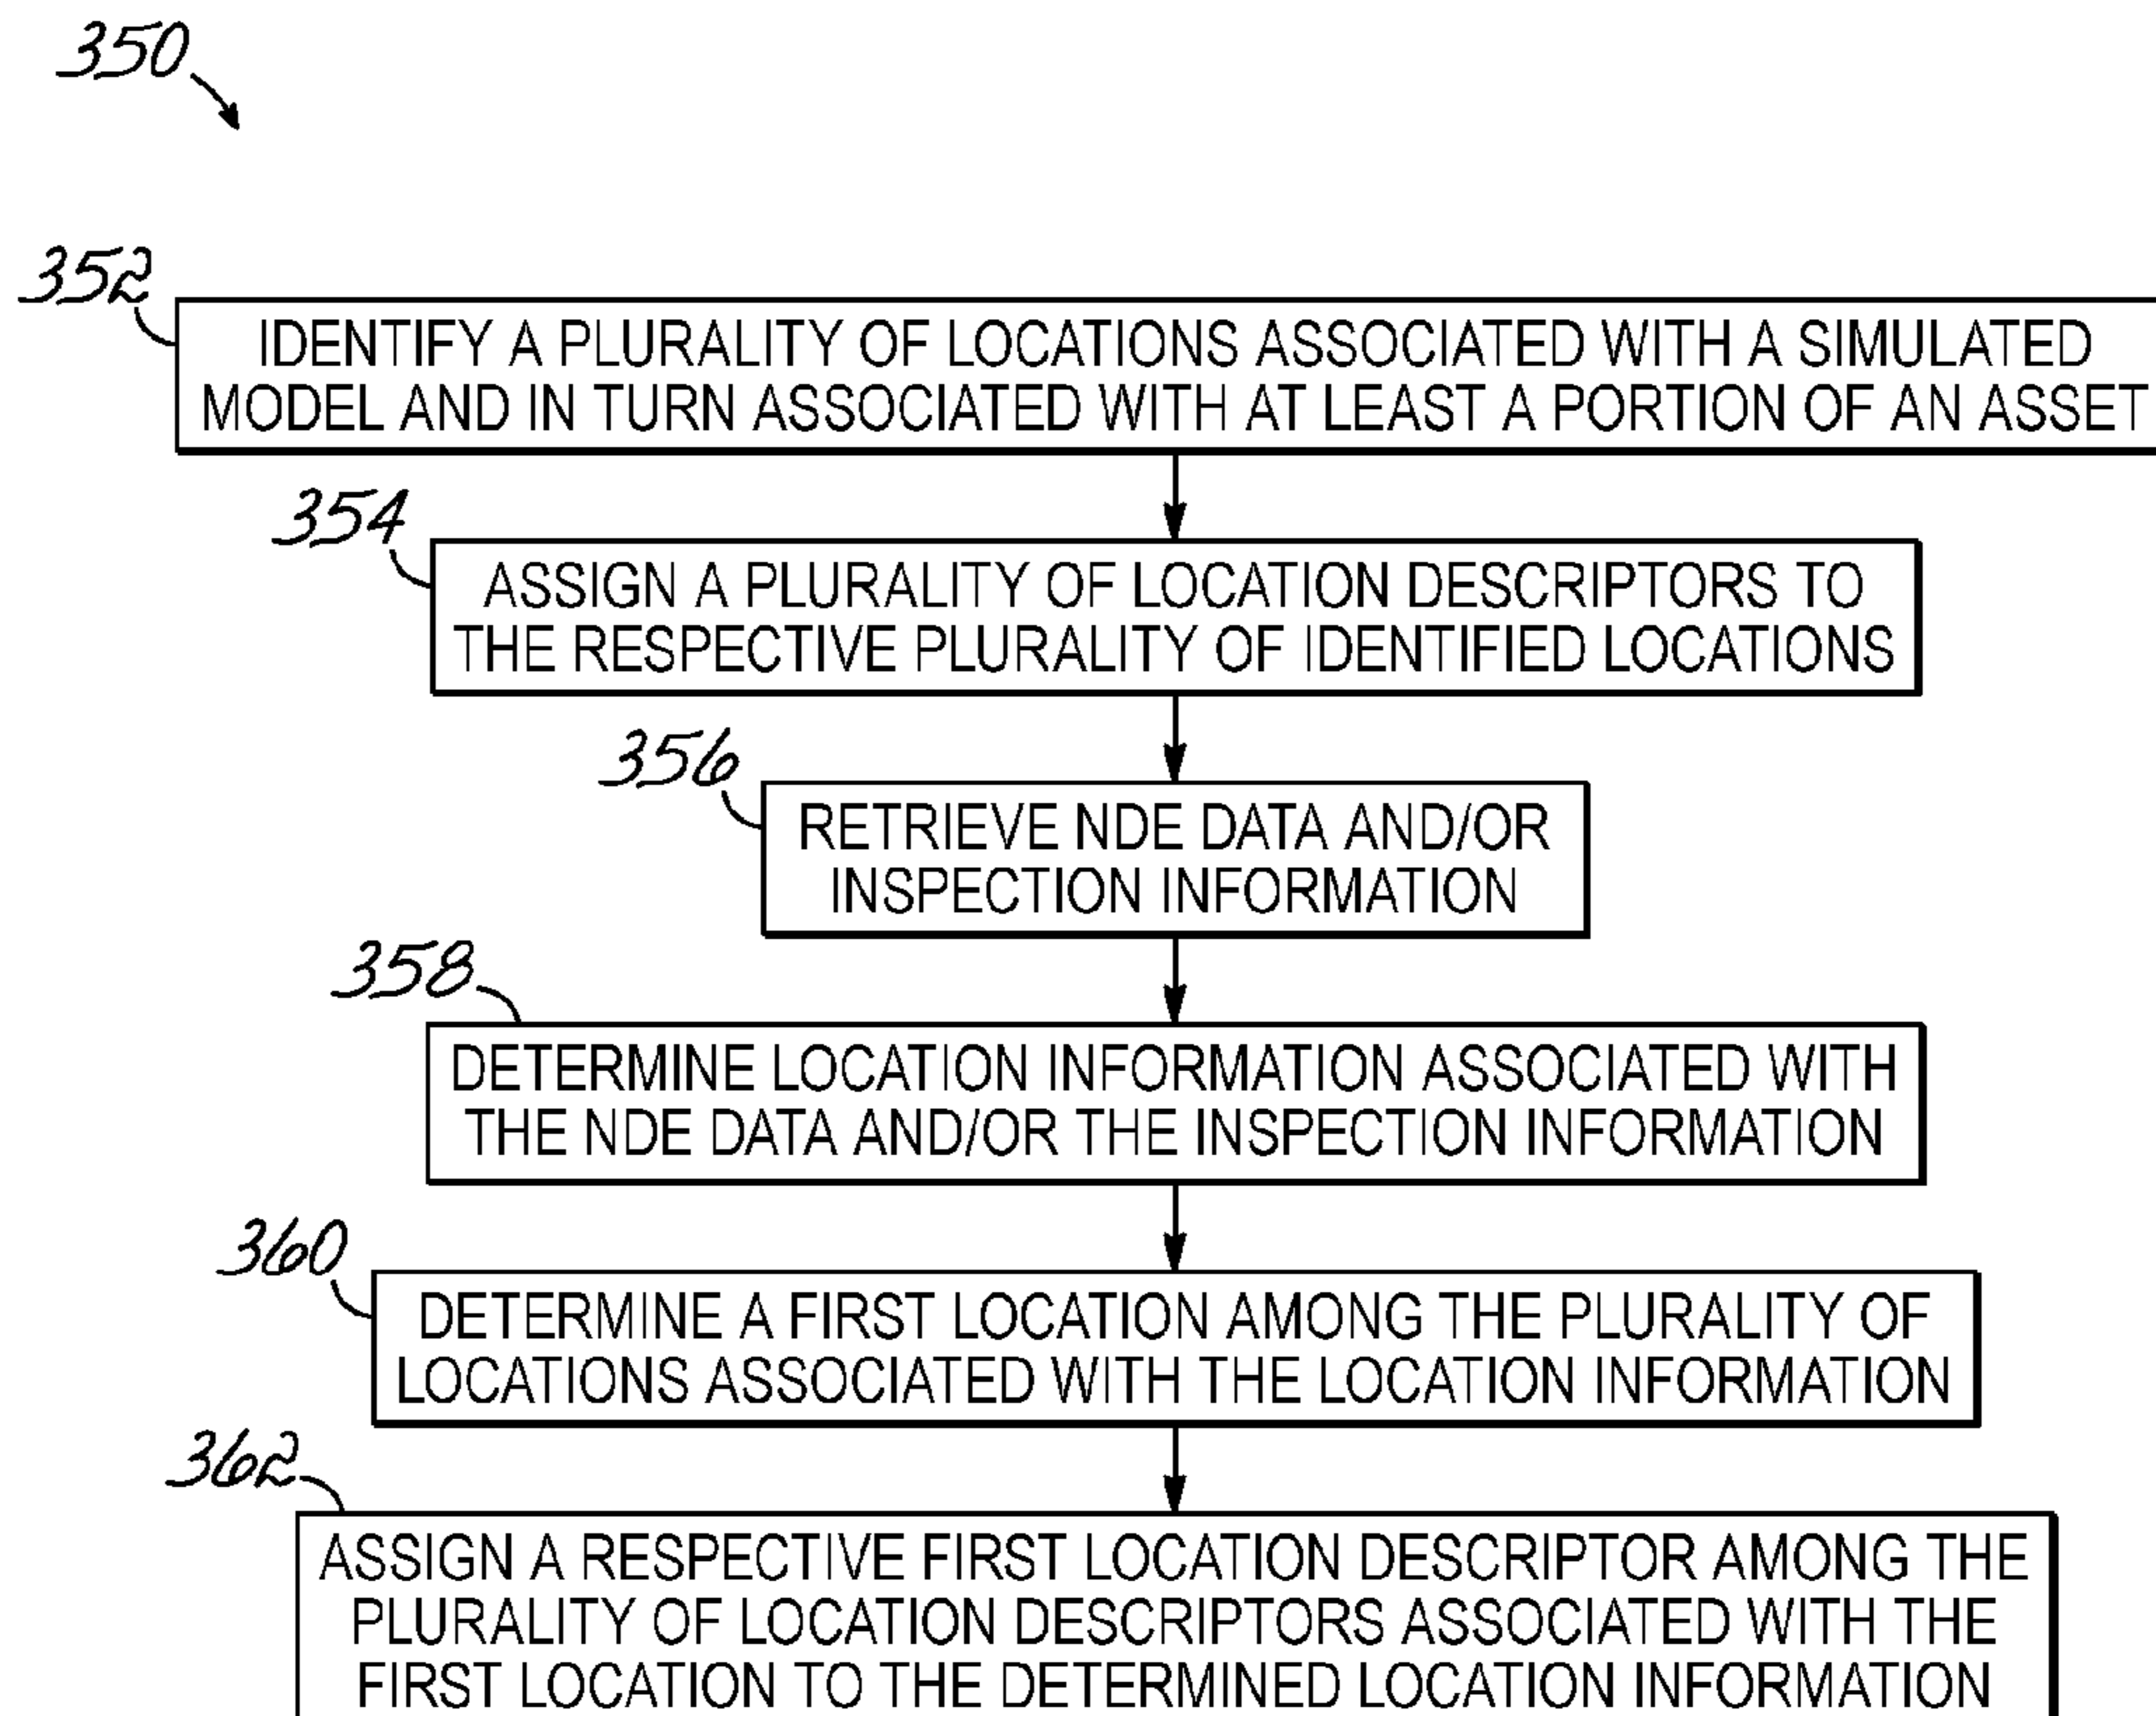 350
352
IDENTIFY A PLURALITY OF LOCATIONS ASSOCIATED WITH A SIMULATED
MODEL AND IN TURN ASSOCIATED WITH AT LEAST A PORTION OF AN ASSET
354
ASSIGN A PLURALITY OF LOCATION DESCRIPTORS TO
THE RESPECTIVE PLURALITY OF IDENTIFIED LOCATIONS
356
RETRIEVE NDE DATA AND/OR
INSPECTION INFORMATION
358
DETERMINE LOCATION INFORMATION ASSOCIATED WITH
THE NDE DATA AND/OR THE INSPECTION INFORMATION
360
DETERMINE A FIRST LOCATION AMONG THE PLURALITY OF
LOCATIONS ASSOCIATED WITH THE LOCATION INFORMATION
362
ASSIGN A RESPECTIVE FIRST LOCATION DESCRIPTOR AMONG THE
PLURALITY OF LOCATION DESCRIPTORS ASSOCIATED WITH THE
FIRST LOCATION TO THE DETERMINED LOCATION INFORMATION